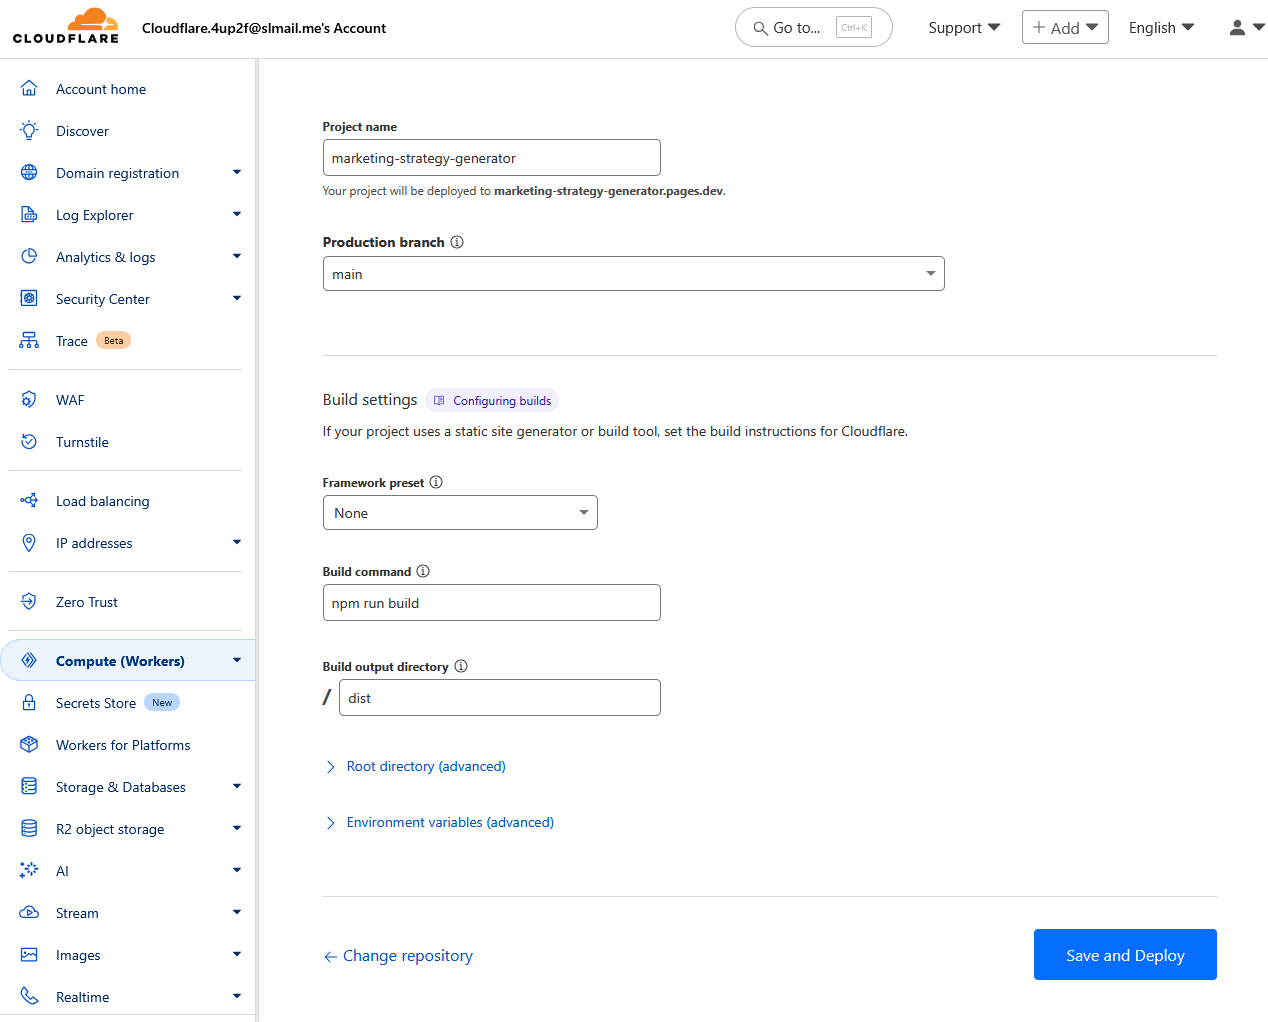 CLOUDFLARE
Cloudflare.4up2f@slmail.me's Account
Go to... Ctrl+K
Support
+ Add
English
Account home
Discover
Domain registration
Log Explorer
Analytics & logs
Security Center
Trace Beta
WAF
Turnstile
Load balancing
IP addresses
Zero Trust
Compute (Workers)
Secrets Store New
Workers for Platforms
Storage & Databases
R2 object storage
AI
Stream
Images
Realtime
Project name
marketing-strategy-generator
Your project will be deployed to marketing-strategy-generator.pages.dev.
Production branch
main
Build settings Configuring builds
If your project uses a static site generator or build tool, set the build instructions for Cloudflare.
Framework preset
None
Build command
npm run build
Build output directory
/ dist
Root directory (advanced)
Environment variables (advanced)
← Change repository
Save and Deploy